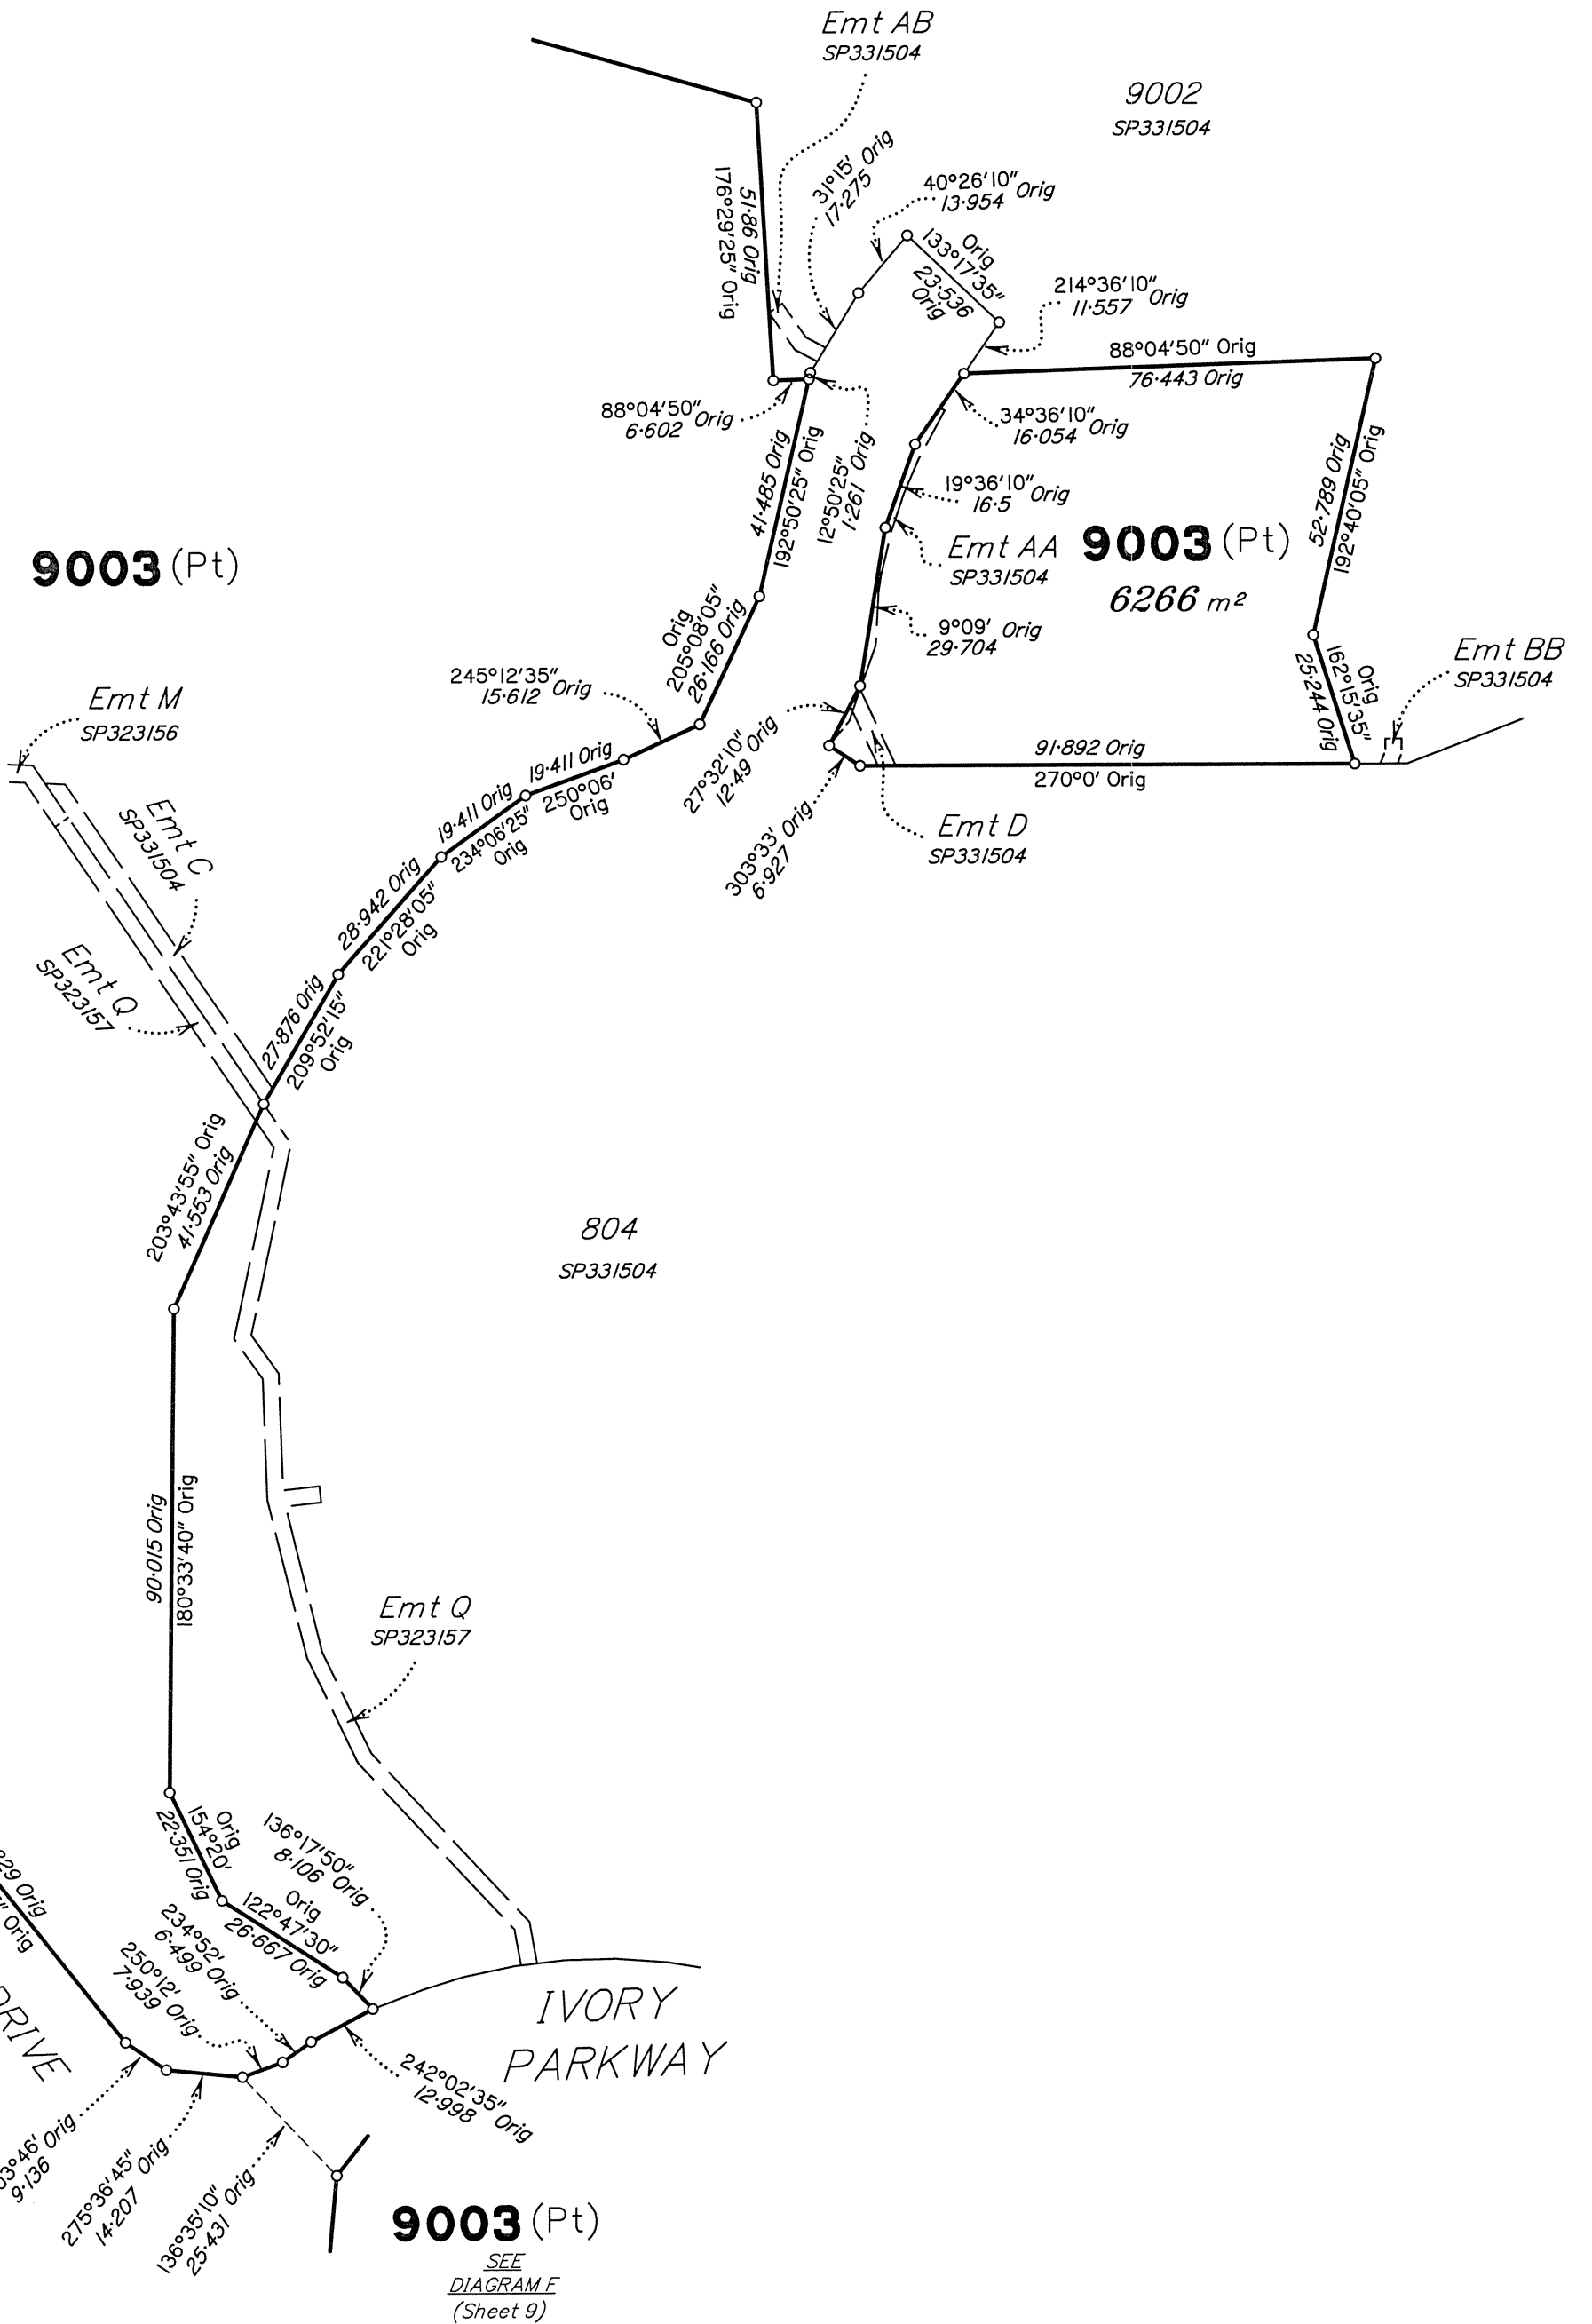 Emt AB
SP331504
9002
SP331504
31°15' Orig
17·275
40°26'10" Orig
13·954
51·86 Orig
176°29'25" Orig
Orig
133°17'35"
23·536
Orig
214°36'10" Orig
11·557
88°04'50" Orig
76·443 Orig
88°04'50" Orig
6·602
34°36'10" Orig
16·054
41·485 Orig
192°50'25" Orig
12°50'25" Orig
1·261
19°36'10" Orig
16·5
52·789 Orig
192°40'05" Orig
9003 (Pt)
Emt AA
SP331504
9003 (Pt)
6266 m²
9°09' Orig
29·704
Orig
205°08'05"
26·166 Orig
245°12'35" Orig
15·612
Orig
162°15'35"
25·244 Orig
Emt BB
SP331504
Emt M
SP323156
19·411 Orig
250°06'
Orig
27°32'10" Orig
12·49
91·892 Orig
270°0' Orig
19·411 Orig
234°06'25"
Orig
303°33' Orig
6·927
Emt D
SP331504
Emt C
SP331504
28·942 Orig
221°28'05"
Orig
Emt Q
SP323157
27·876 Orig
209°52'15"
Orig
203°43'55" Orig
41·553 Orig
804
SP331504
90·015 Orig
180°33'40" Orig
Emt Q
SP323157
Orig
154°20'
22·351 Orig
136°17'50" Orig
8·106
Orig
122°47'30"
26·667 Orig
29 Orig
" Orig
234°52' Orig
6·499
250°12' Orig
7·939
DRIVE
IVORY
PARKWAY
242°02'35" Orig
12·998
03°46' Orig
9·136
275°36'45" Orig
14·207
136°35'10" Orig
25·431
9003 (Pt)
SEE
DIAGRAM F
(Sheet 9)